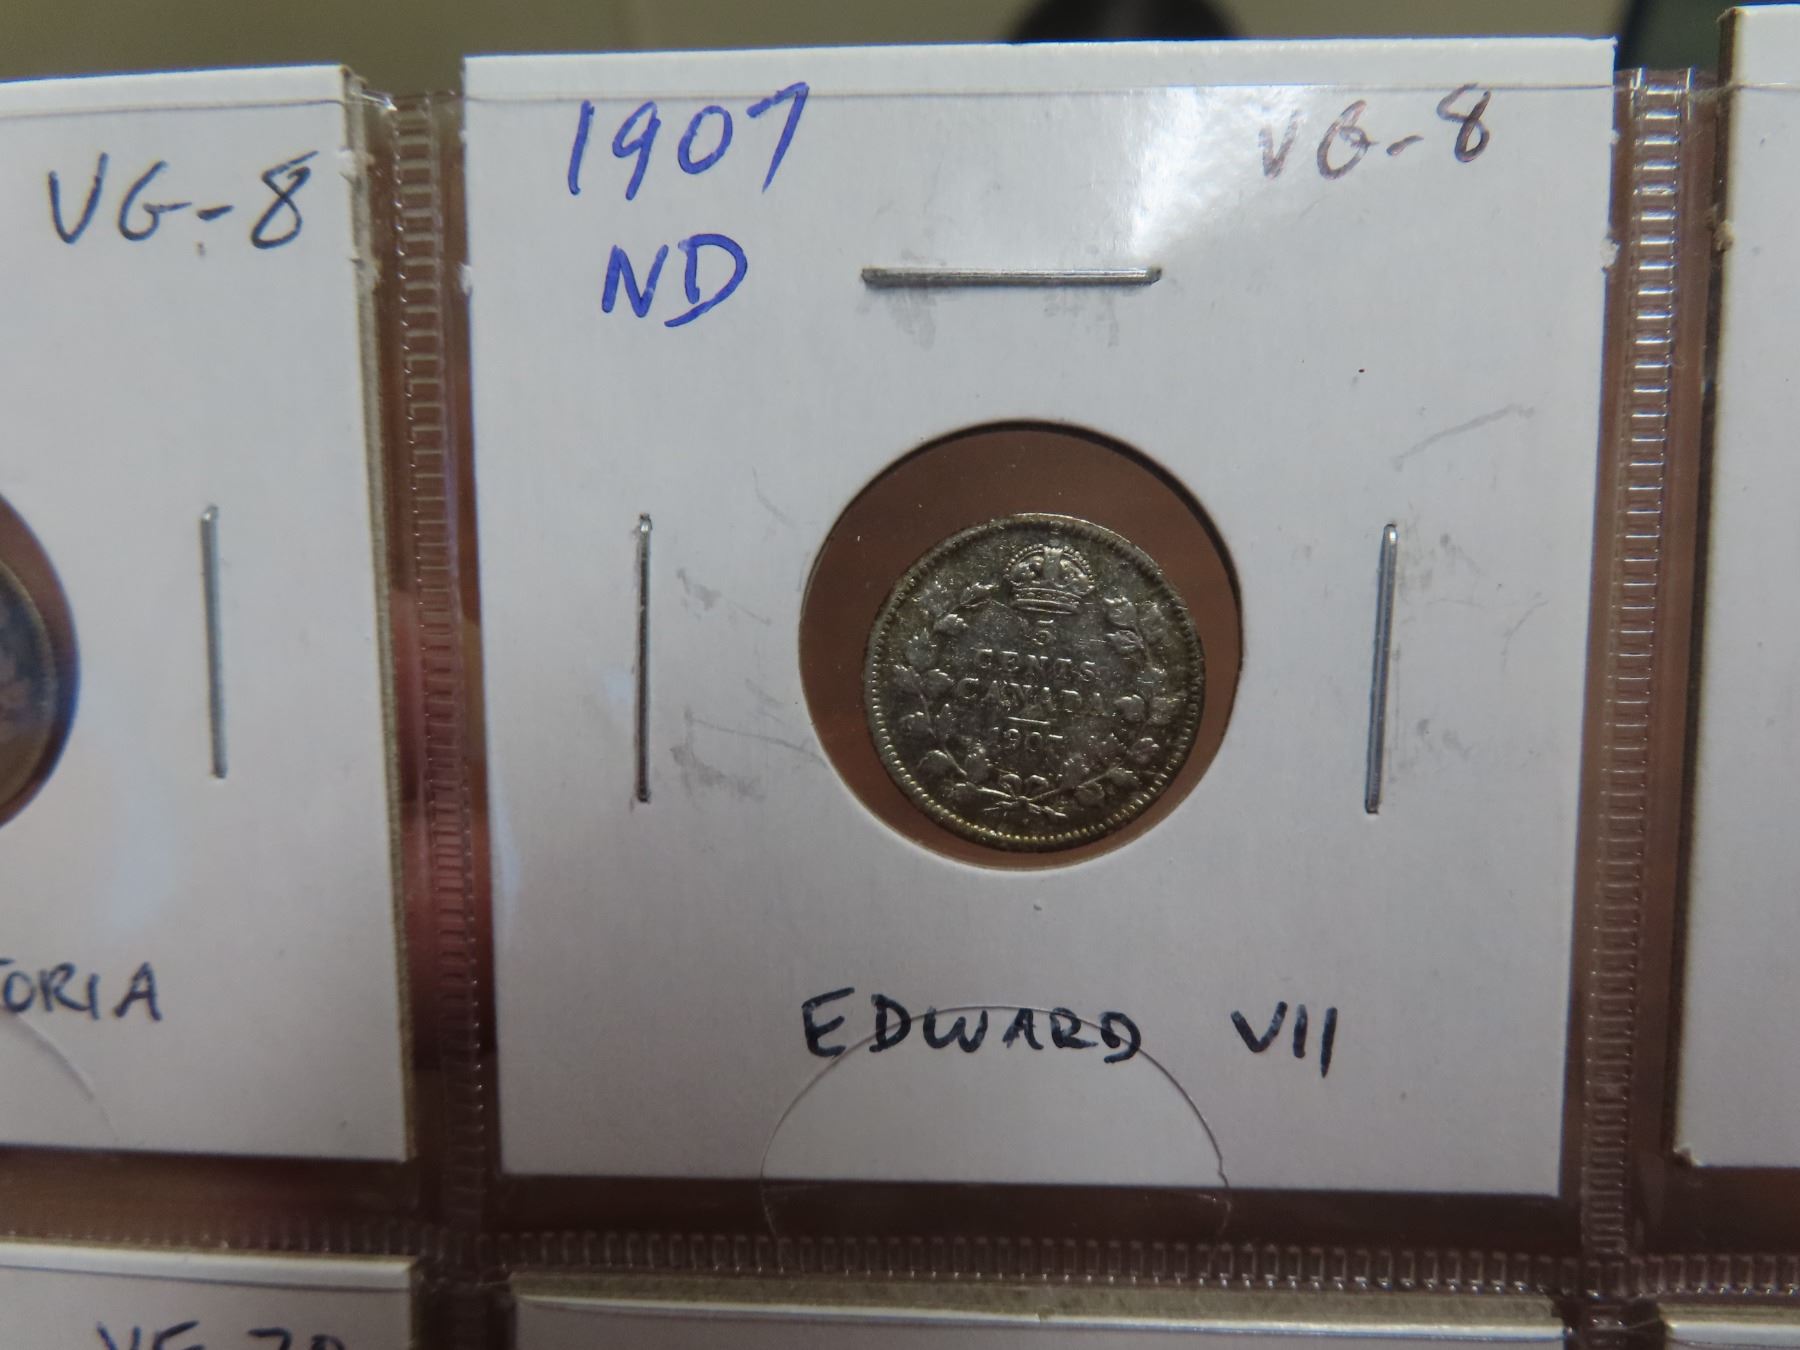 VG-8
1907
VG-8
ND
5
CENTS
CANADA
1907
TORIA
EDWARD VII